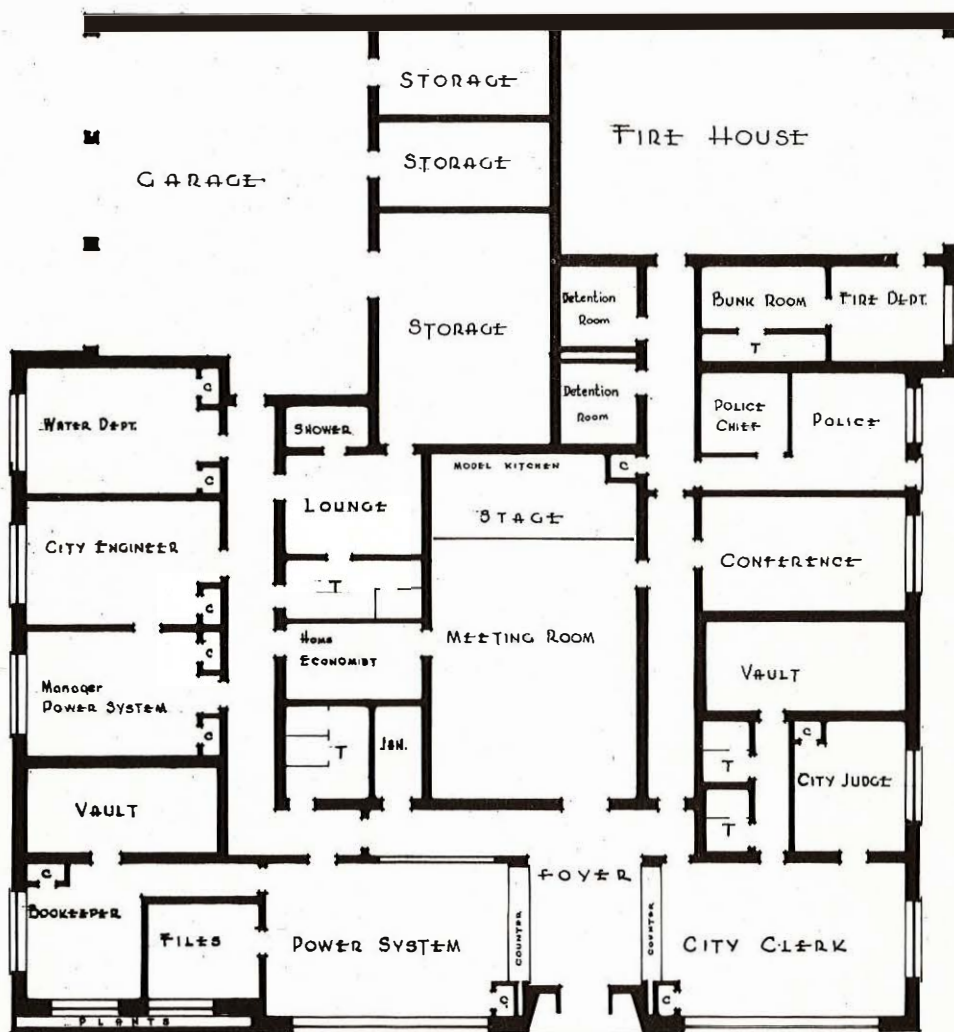 STORAGE
FIRE HOUSE
STORAGE
GARAGE
Detention
Room
BUNK ROOM
FIRE DEPT.
STORAGE
T
C
Detention
Room
POLICE
CHIEF
POLICE
WATER DEPT.
SHOWER
MODEL KITCHEN
C
C
LOUNGE
STAGE
CITY ENGINEER
CONFERENCE
T
C
HOME
ECONOMIST
MEETING ROOM
C
VAULT
Manager
POWER SYSTEM
C
C
T
JAN.
T
CITY JUDGE
VAULT
T
C
FOYER
BOOKEEPER
FILES
POWER SYSTEM
COUNTER
COUNTER
CITY CLERK
C
C
PLANTS